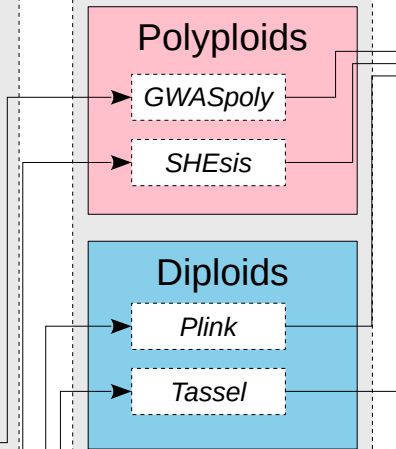 Polyploids
GWASpoly
SHEsis
Diploids
Plink
Tassel